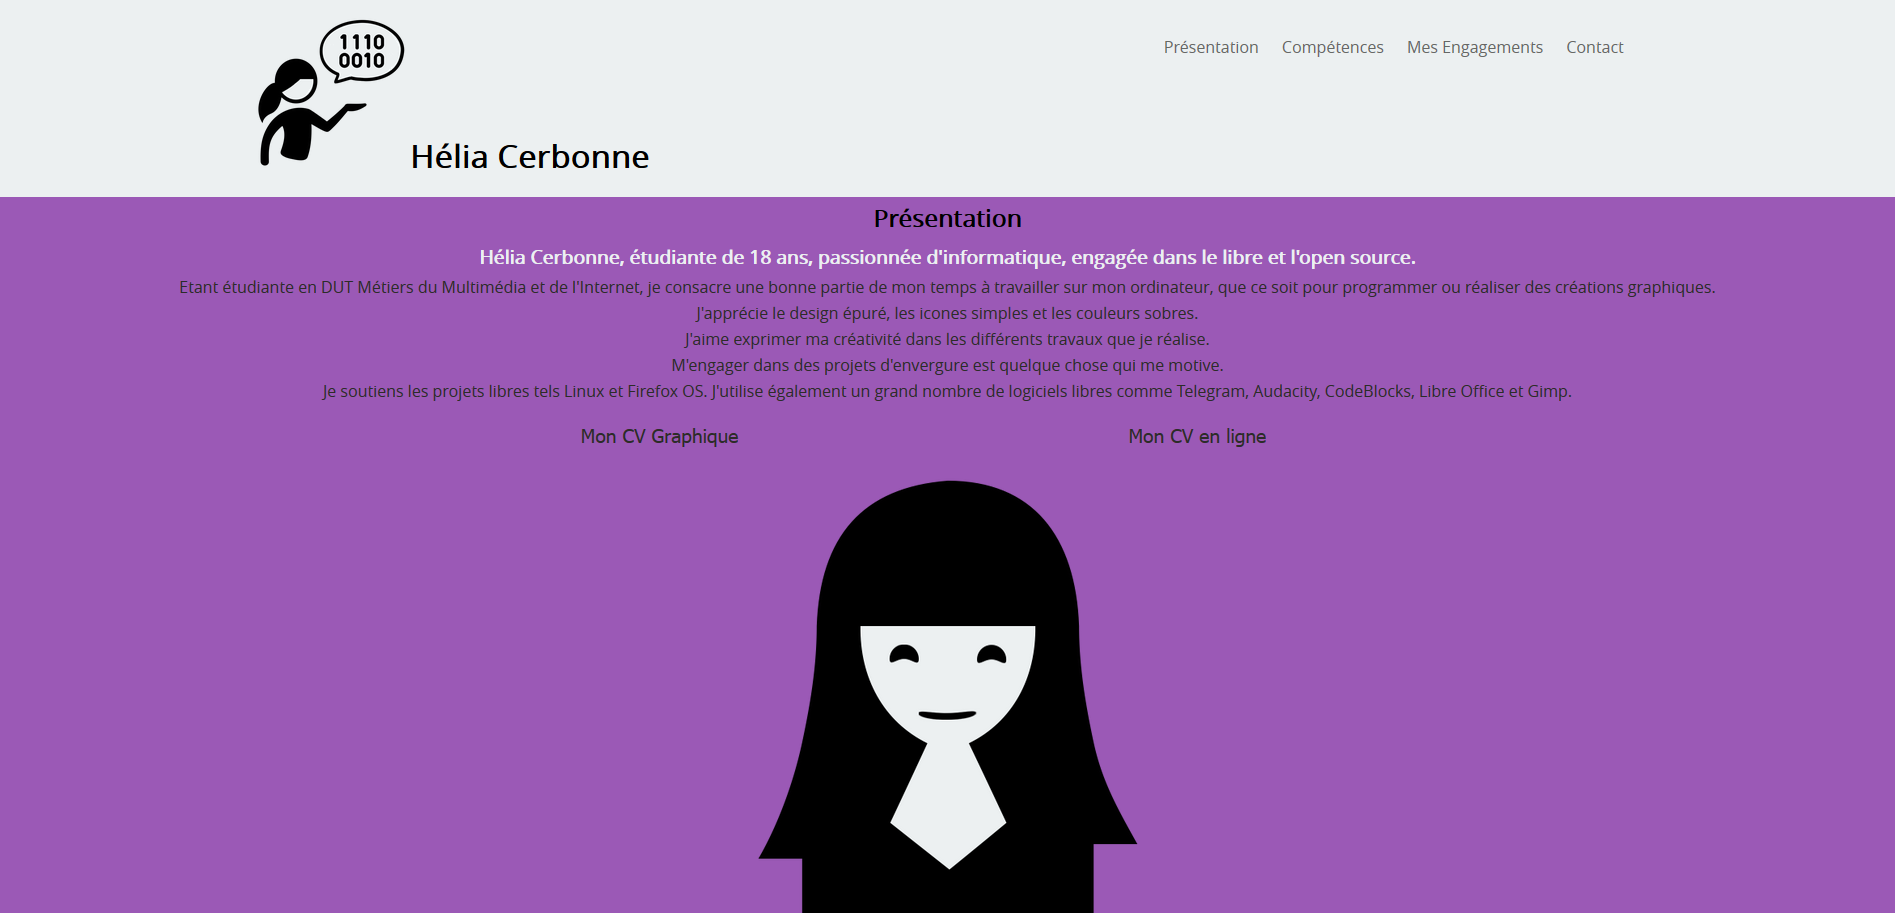 1110
0010
Hélia Cerbonne
Présentation Compétences Mes Engagements Contact
Présentation
Hélia Cerbonne, étudiante de 18 ans, passionnée d'informatique, engagée dans le libre et l'open source.
Etant étudiante en DUT Métiers du Multimédia et de l'Internet, je consacre une bonne partie de mon temps à travailler sur mon ordinateur, que ce soit pour programmer ou réaliser des créations graphiques.
J'apprécie le design épuré, les icones simples et les couleurs sobres.
J'aime exprimer ma créativité dans les différents travaux que je réalise.
M'engager dans des projets d'envergure est quelque chose qui me motive.
Je soutiens les projets libres tels Linux et Firefox OS. J'utilise également un grand nombre de logiciels libres comme Telegram, Audacity, CodeBlocks, Libre Office et Gimp.
Mon CV Graphique Mon CV en ligne